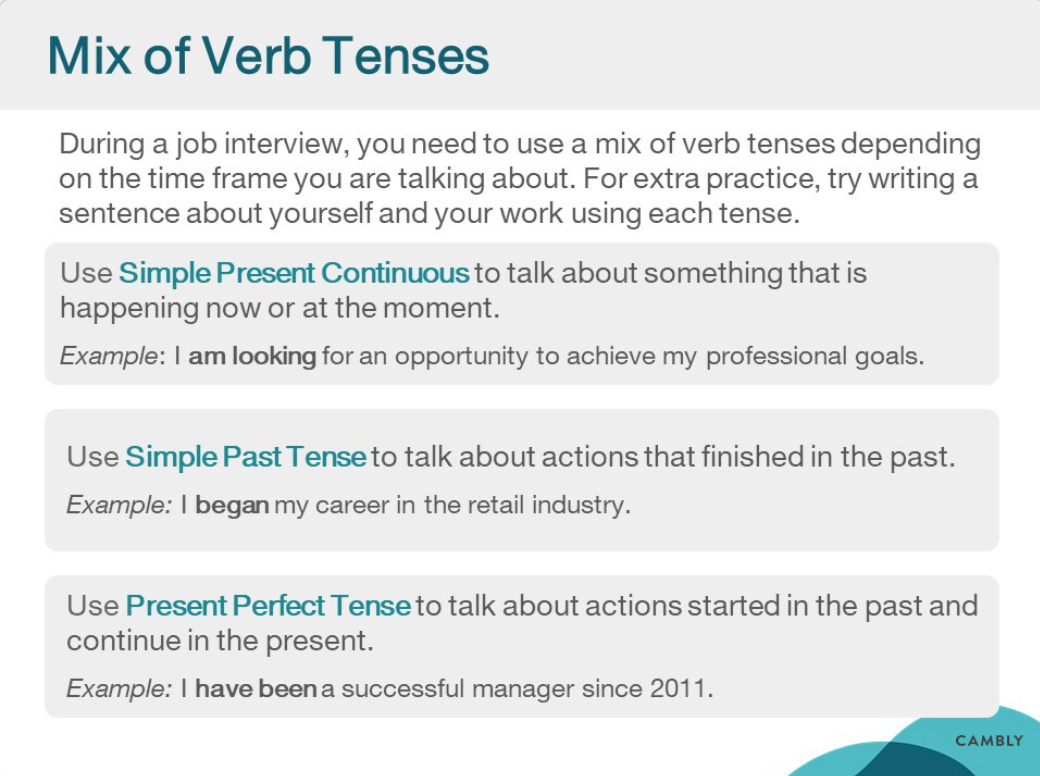 Mix of Verb Tenses
During a job interview, you need to use a mix of verb tenses depending
on the time frame you are talking about. For extra practice, try writing a
sentence about yourself and your work using each tense.
Use Simple Present Continuous to talk about something that is
happening now or at the moment.
Example: I am looking for an opportunity to achieve my professional goals.
Use Simple Past Tense to talk about actions that finished in the past.
Example: I began my career in the retail industry.
Use Present Perfect Tense to talk about actions started in the past and
continue in the present.
Example: I have been a successful manager since 2011.
CAMBLY